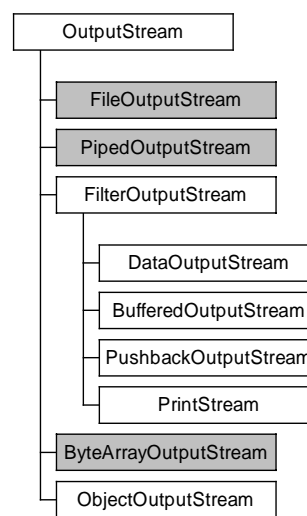 OutputStream
FileOutputStream
PipedOutputStream
FilterOutputStream
DataOutputStream
BufferedOutputStream
PushbackOutputStream
PrintStream
ByteArrayOutputStream
ObjectOutputStream